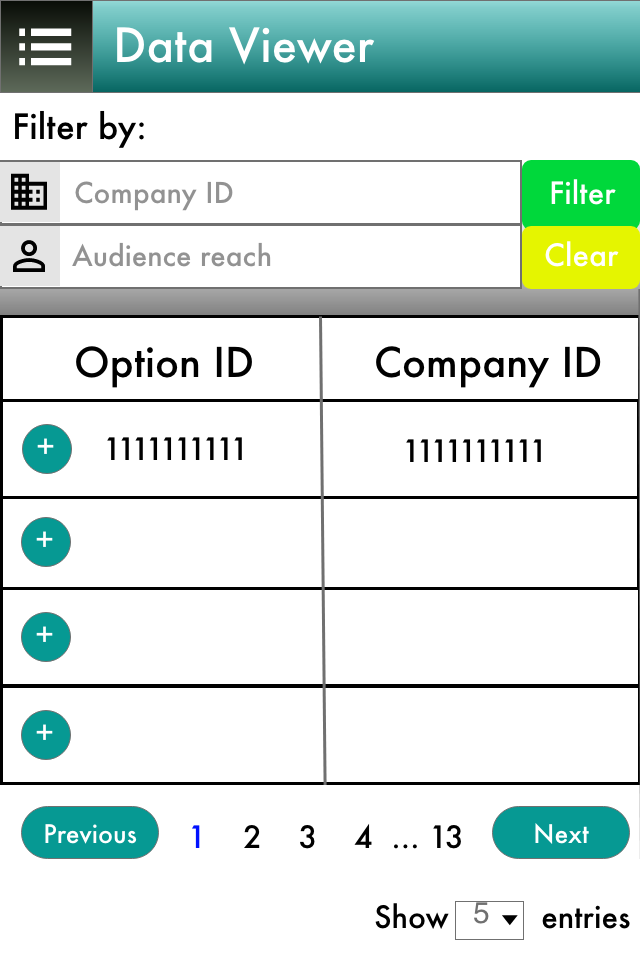 Data Viewer
Filter by:
Company ID
Filter
Audience reach
Clear
Option ID Company ID
+ 1111111111 1111111111
+
+
+
Previous 1 2 3 4 ... 13 Next
Show 5 entries